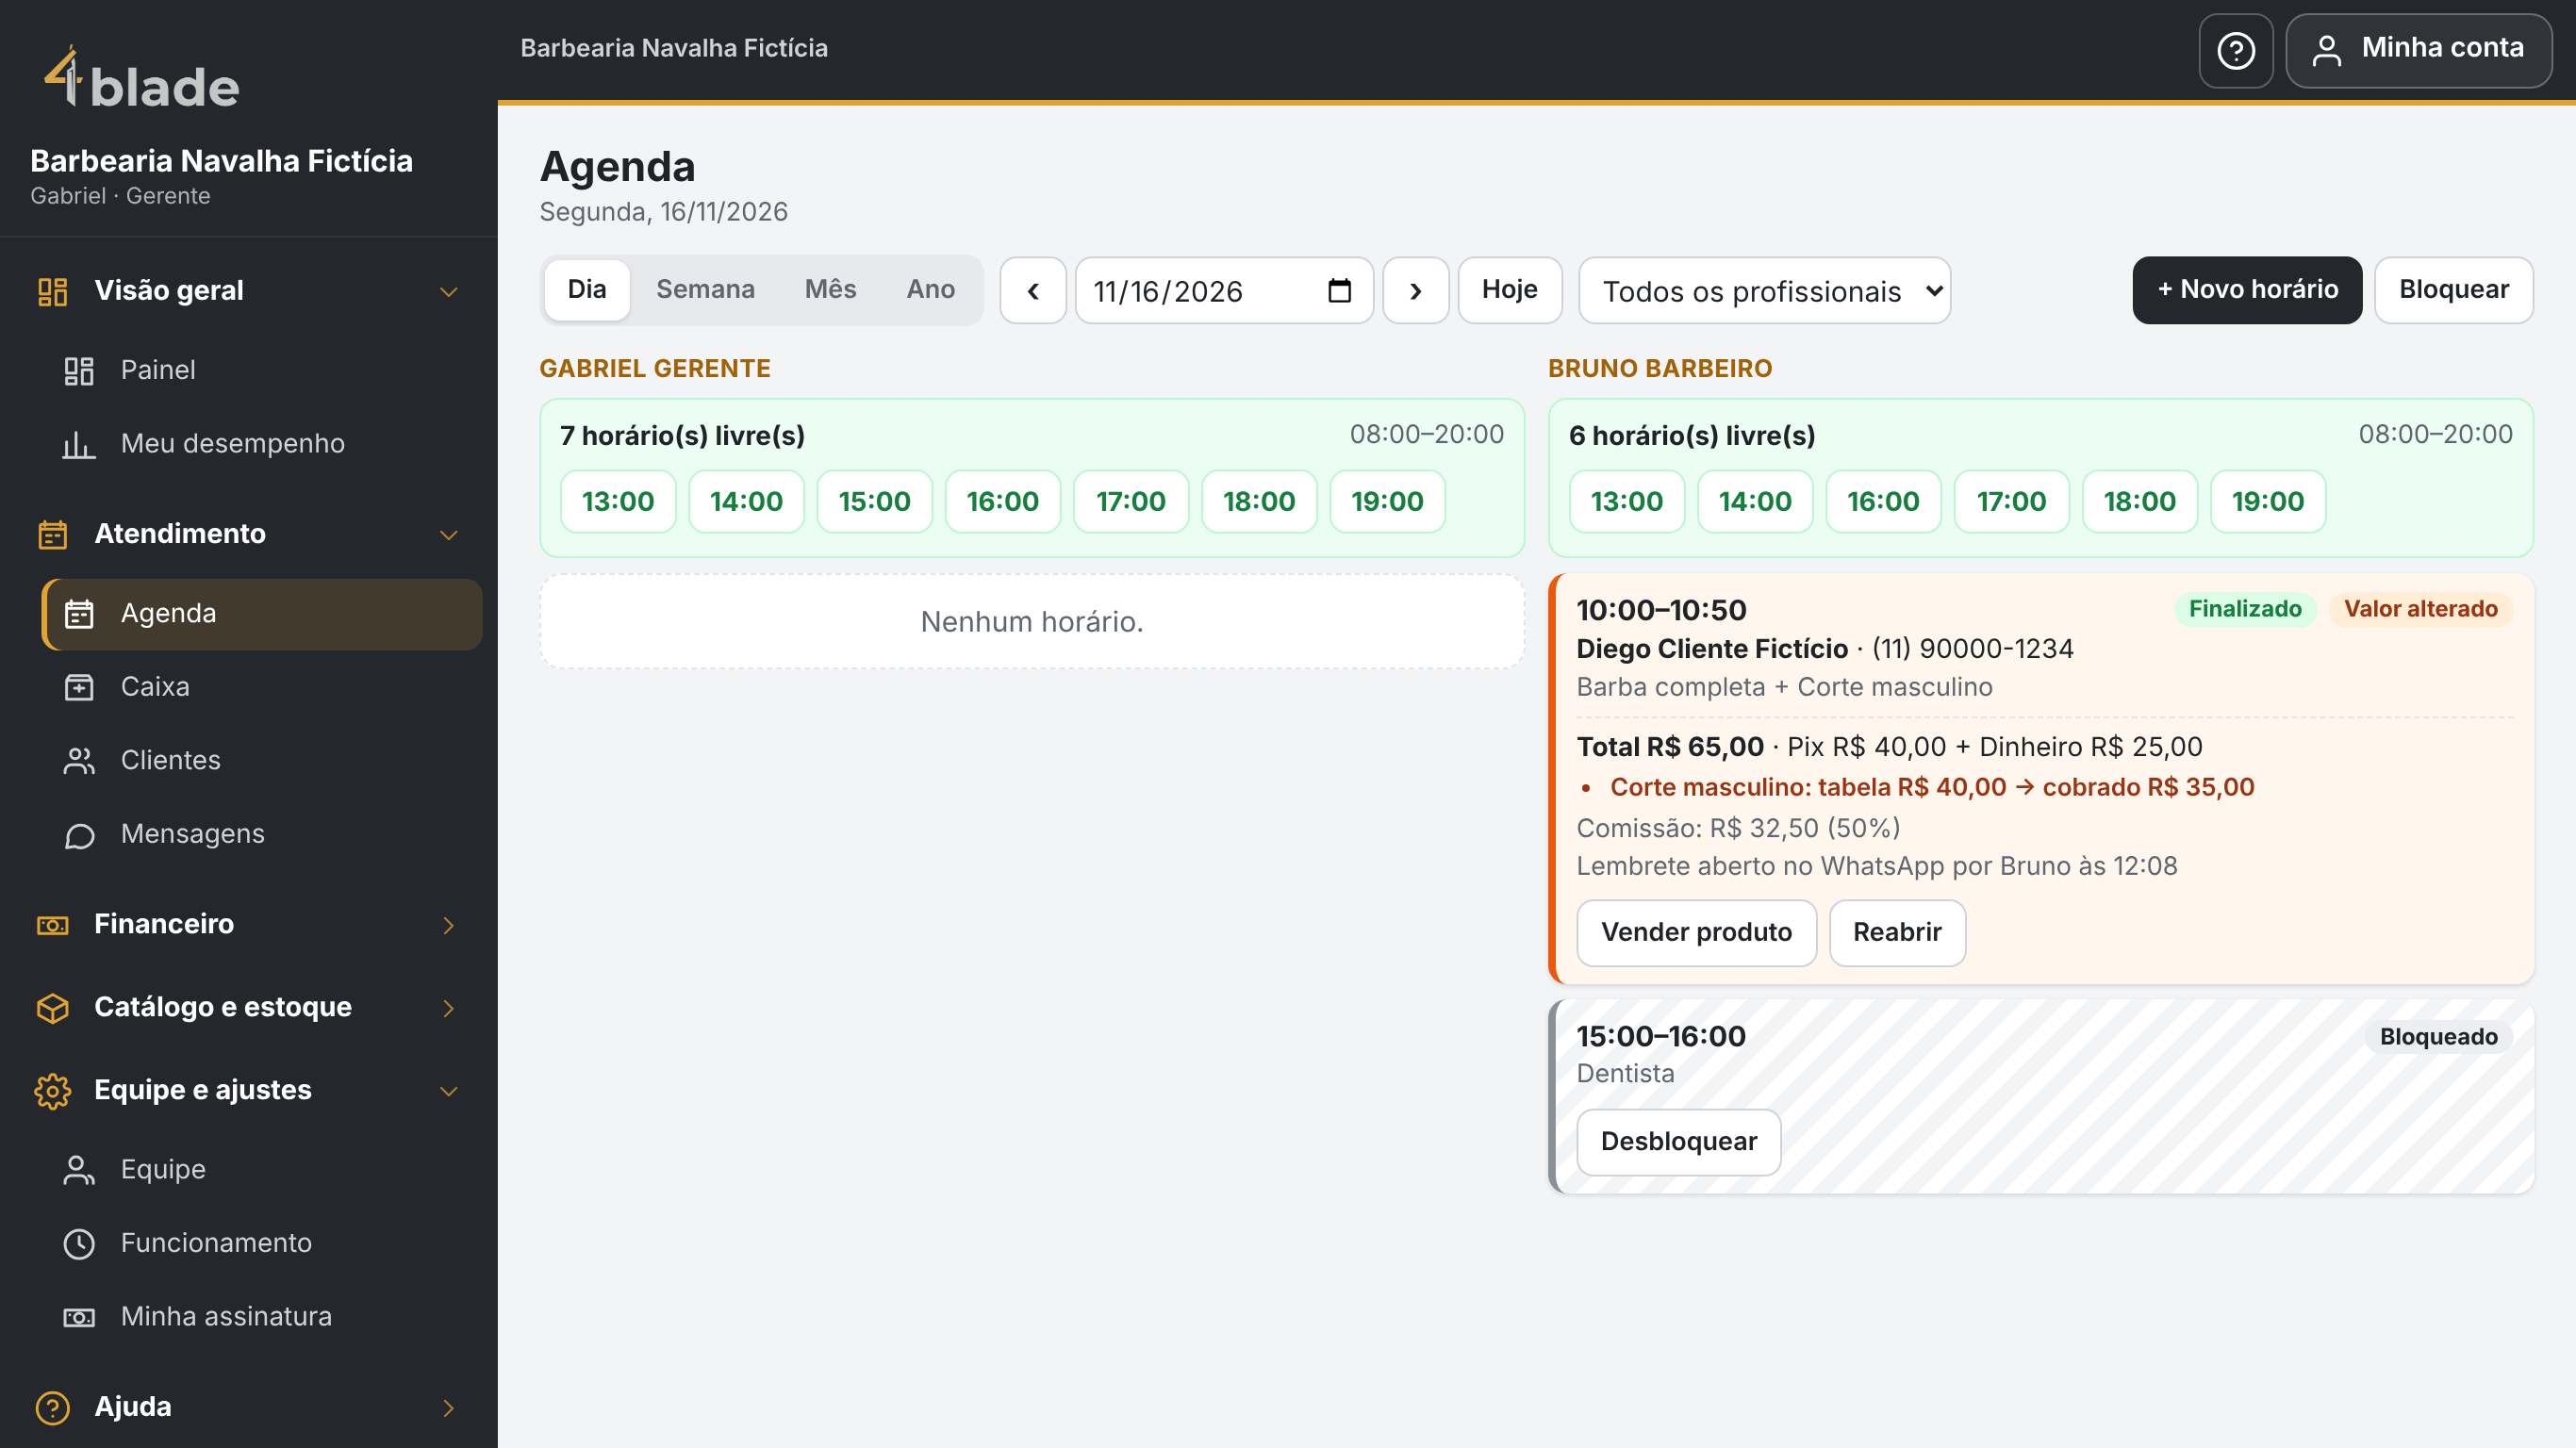 4blade
Barbearia Navalha Fictícia
Gabriel · Gerente
Visão geral
Painel
Meu desempenho
Atendimento
Agenda
Caixa
Clientes
Mensagens
Financeiro
Catálogo e estoque
Equipe e ajustes
Equipe
Funcionamento
Minha assinatura
Ajuda
Barbearia Navalha Fictícia
Minha conta
Agenda
Segunda, 16/11/2026
Dia Semana Mês Ano
11/16/2026
Hoje
Todos os profissionais
+ Novo horário
Bloquear
GABRIEL GERENTE
7 horário(s) livre(s) 08:00–20:00
13:00 14:00 15:00 16:00 17:00 18:00 19:00
Nenhum horário.
BRUNO BARBEIRO
6 horário(s) livre(s) 08:00–20:00
13:00 14:00 16:00 17:00 18:00 19:00
10:00–10:50 Finalizado Valor alterado
Diego Cliente Fictício · (11) 90000-1234
Barba completa + Corte masculino
Total R$ 65,00 · Pix R$ 40,00 + Dinheiro R$ 25,00
• Corte masculino: tabela R$ 40,00 → cobrado R$ 35,00
Comissão: R$ 32,50 (50%)
Lembrete aberto no WhatsApp por Bruno às 12:08
Vender produto Reabrir
15:00–16:00 Bloqueado
Dentista
Desbloquear